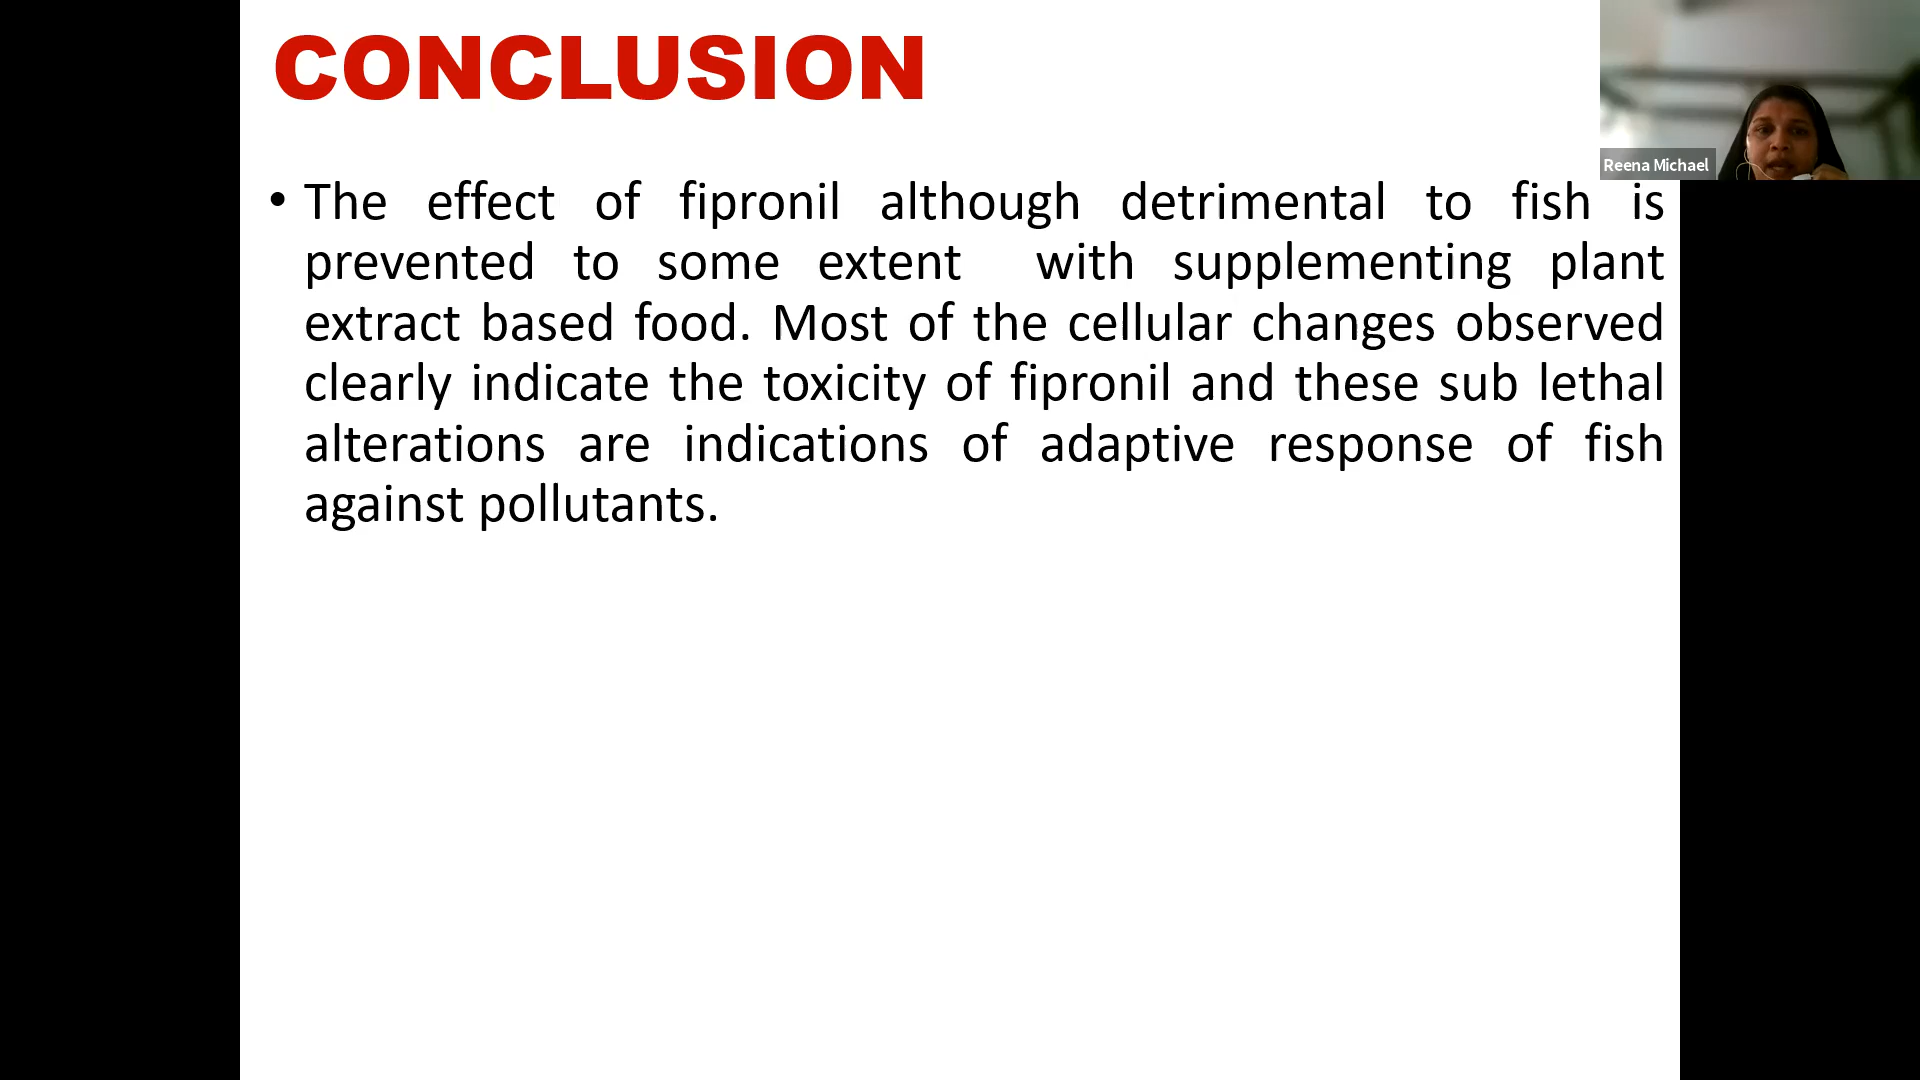 CONCLUSION
Reena Michael
• The effect of fipronil although detrimental to fish is
prevented to some extent with supplementing plant
extract based food. Most of the cellular changes observed
clearly indicate the toxicity of fipronil and these sub lethal
alterations are indications of adaptive response of fish
against pollutants.